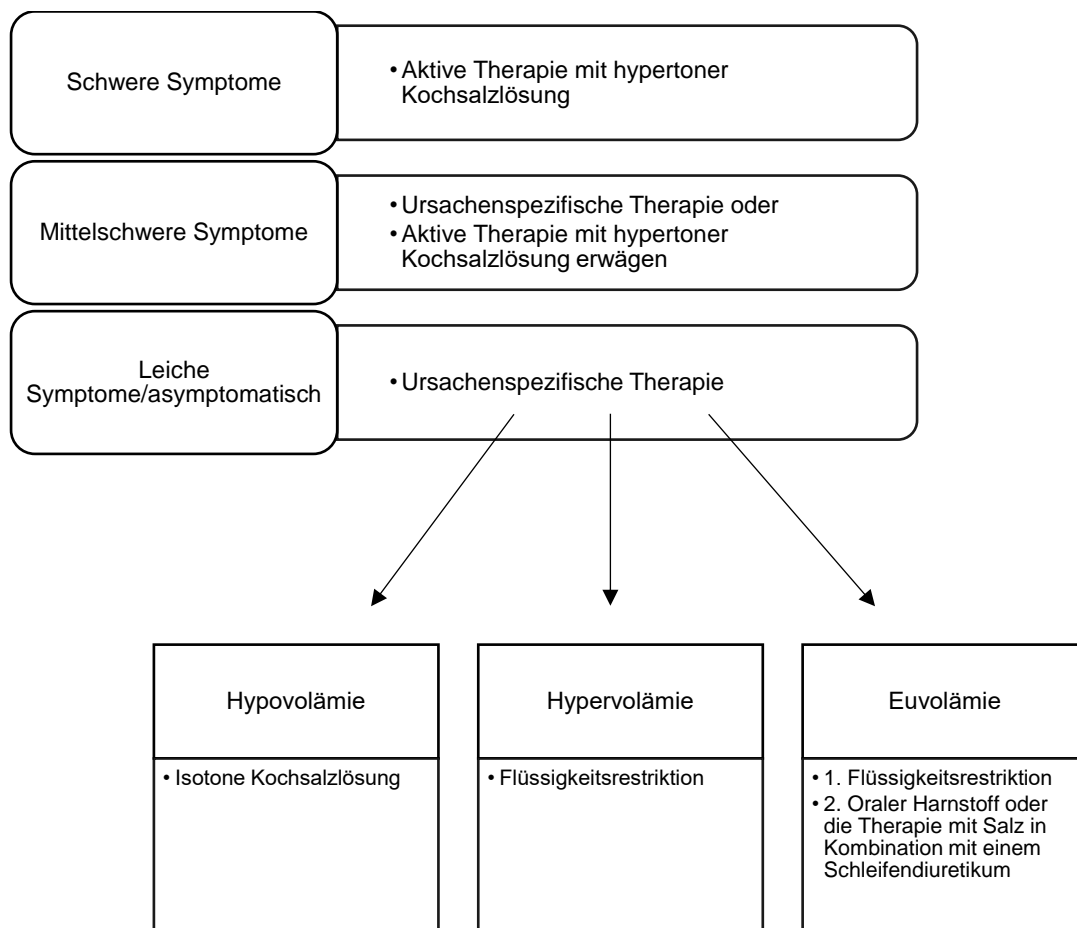 Schwere Symptome
• Aktive Therapie mit hypertoner
Kochsalzlösung
Mittelschwere Symptome
• Ursachenspezifische Therapie oder
• Aktive Therapie mit hypertoner
Kochsalzlösung erwägen
Leiche
Symptome/asymptomatisch
• Ursachenspezifische Therapie
Hypovolämie
• Isotone Kochsalzlösung
Hypervolämie
• Flüssigkeitsrestriktion
Euvolämie
• 1. Flüssigkeitsrestriktion
• 2. Oraler Harnstoff oder
die Therapie mit Salz in
Kombination mit einem
Schleifendiuretikum